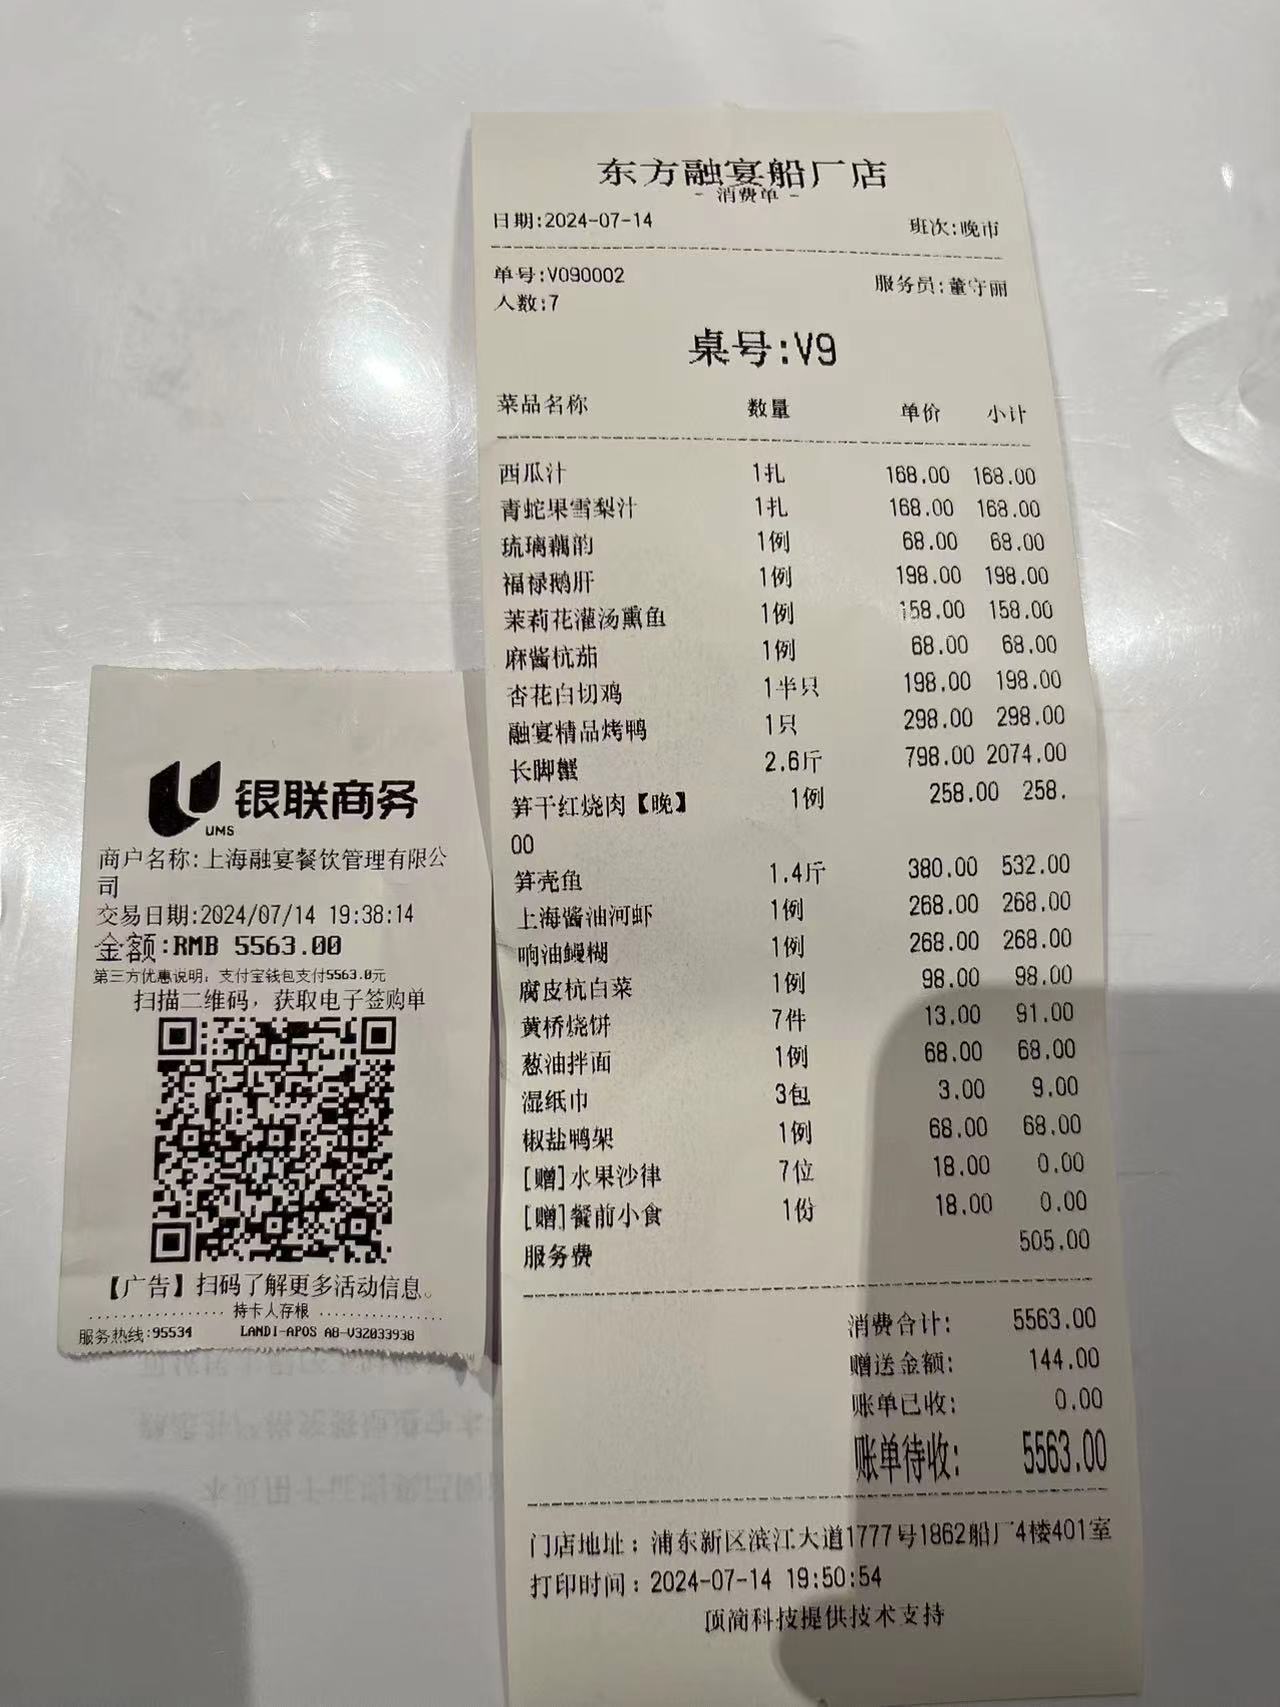 东方融宴船厂店
- 消费单 -
日期:2024-07-14 班次:晚市
单号:V090002 服务员:董守丽
人数:7
桌号:V9
菜品名称 数量 单价 小计
西瓜汁 1扎 168.00 168.00
青蛇果雪梨汁 1扎 168.00 168.00
琉璃藕韵 1例 68.00 68.00
福禄鹅肝 1例 198.00 198.00
茉莉花灌汤熏鱼 1例 158.00 158.00
麻酱杭茄 1例 68.00 68.00
杏花白切鸡 1半只 198.00 198.00
融宴精品烤鸭 1只 298.00 298.00
长脚蟹 2.6斤 798.00 2074.00
笋干红烧肉【晚】 1例 258.00 258.
00
笋壳鱼 1.4斤 380.00 532.00
上海酱油河虾 1例 268.00 268.00
响油鳗糊 1例 268.00 268.00
腐皮杭白菜 1例 98.00 98.00
黄桥烧饼 7件 13.00 91.00
葱油拌面 1例 68.00 68.00
湿纸巾 3包 3.00 9.00
椒盐鸭架 1例 68.00 68.00
[赠]水果沙律 7位 18.00 0.00
[赠]餐前小食 1份 18.00 0.00
服务费 505.00
消费合计: 5563.00
赠送金额: 144.00
账单已收: 0.00
账单待收: 5563.00
门店地址：浦东新区滨江大道1777号1862船厂4楼401室
打印时间：2024-07-14 19:50:54
顶简科技提供技术支持
UMS 银联商务
商户名称:上海融宴餐饮管理有限公
司
交易日期:2024/07/14 19:38:14
金额:RMB 5563.00
第三方优惠说明：支付宝钱包支付5563.0元
扫描二维码，获取电子签购单
【广告】扫码了解更多活动信息。
持卡人存根
服务热线:95534 LANDI-APOS A8-V32033938